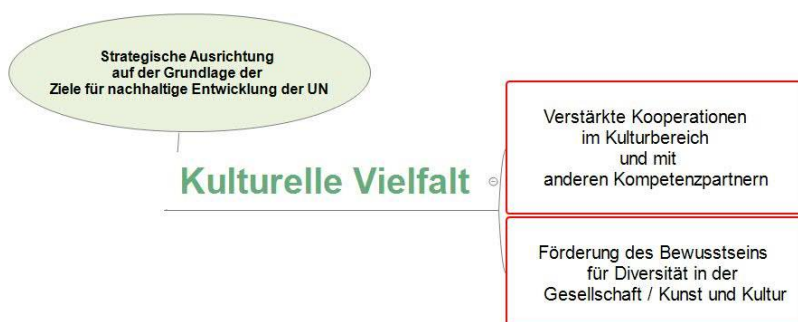 Strategische Ausrichtung
auf der Grundlage der
Ziele für nachhaltige Entwicklung der UN
Kulturelle Vielfalt
Verstärkte Kooperationen
im Kulturbereich
und mit
anderen Kompetenzpartnern
Förderung des Bewusstseins
für Diversität in der
Gesellschaft / Kunst und Kultur